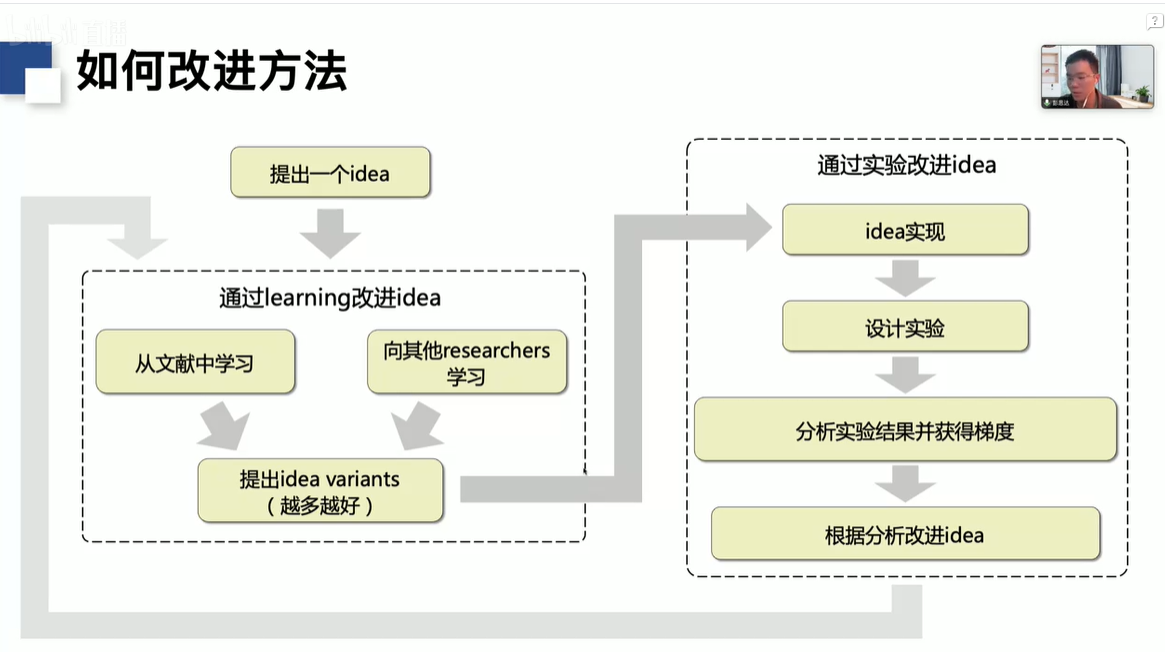 如何改进方法
?
提出一个idea
通过learning改进idea
从文献中学习
向其他researchers
学习
提出idea variants
（越多越好）
通过实验改进idea
idea实现
设计实验
分析实验结果并获得梯度
根据分析改进idea